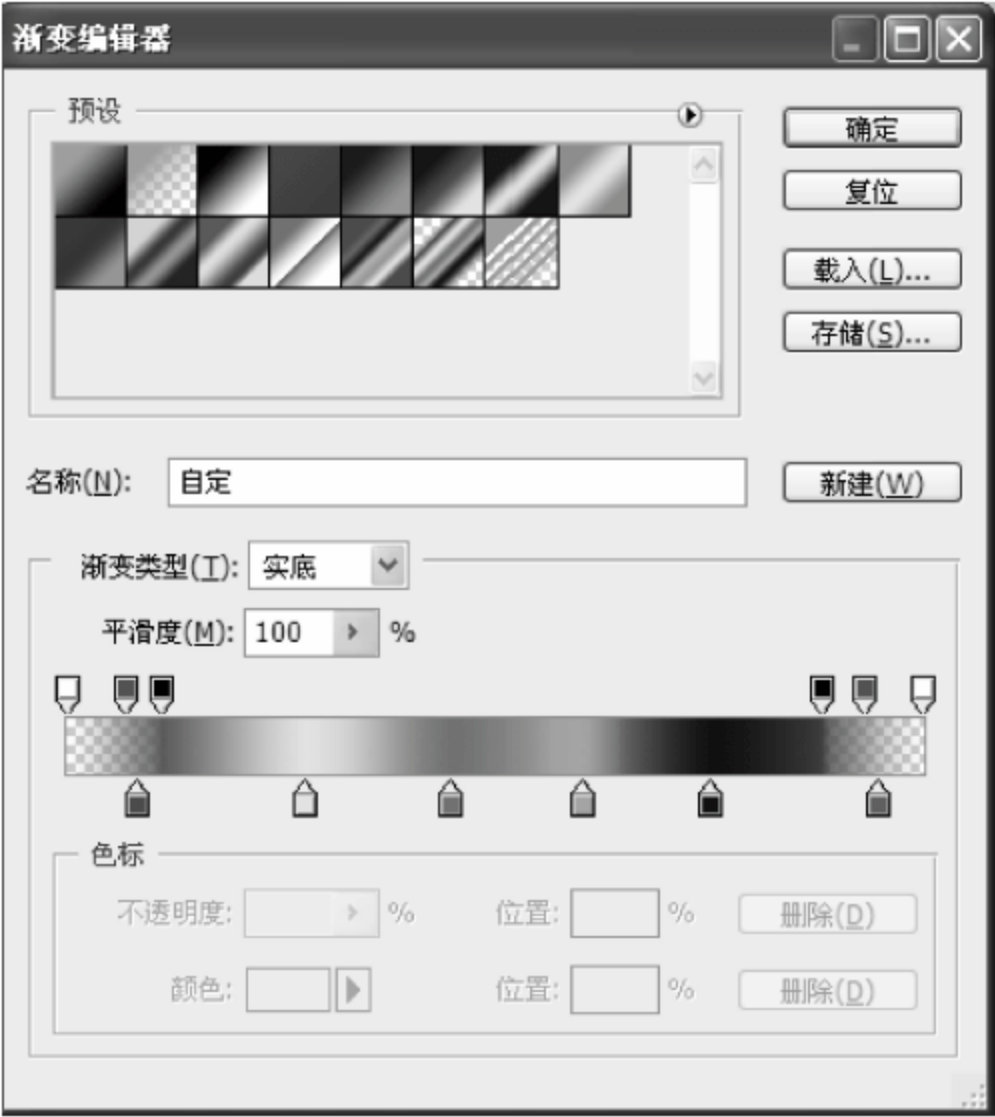 渐变编辑器
预设
确定
复位
载入(L)...
存储(S)...
名称(N): 自定 新建(W)
渐变类型(T): 实底
平滑度(M): 100 %
色标
不透明度: % 位置: % 删除(D)
颜色: 位置: % 删除(D)